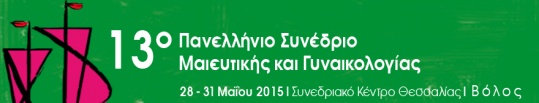 13ο Πανελλήνιο Συνέδριο
Μαιευτικής και Γυναικολογίας
28 - 31 Μαΐου 2015 Ι Συνεδριακό Κέντρο Θεσσαλίας Ι Βόλος